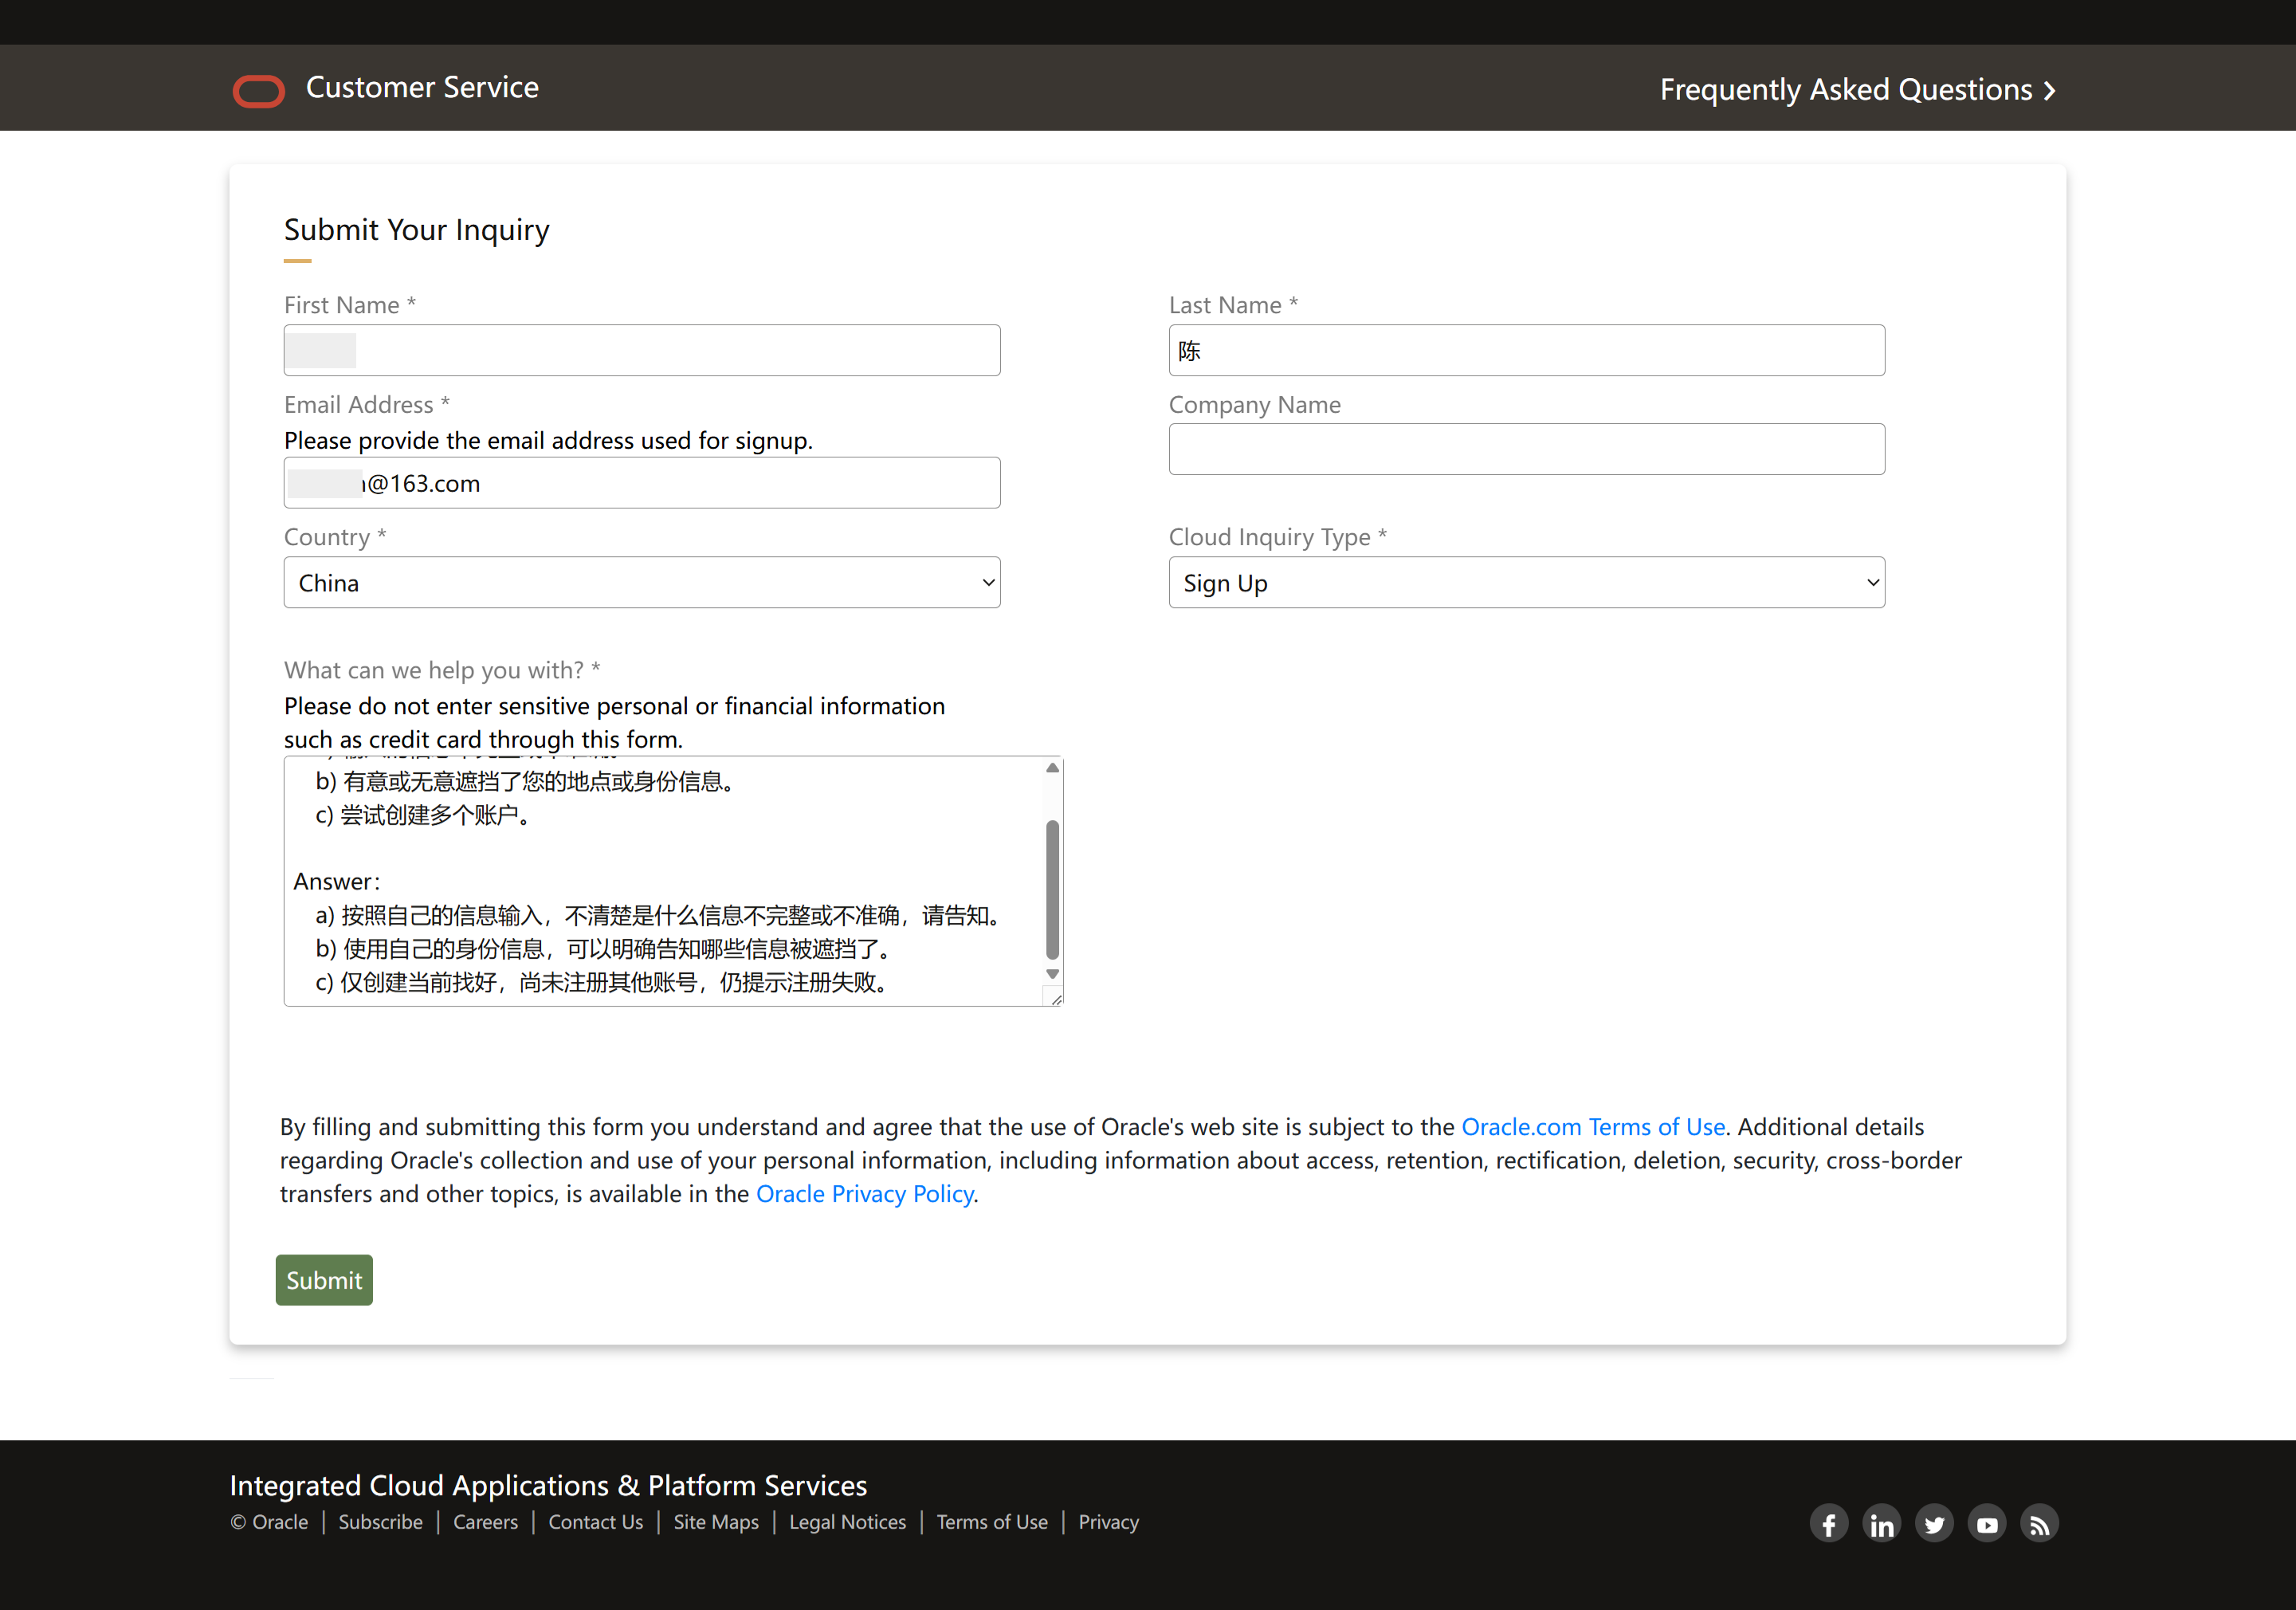 Customer Service
Frequently Asked Questions
Submit Your Inquiry
First Name *
Last Name *
陈
Email Address *
Company Name
Please provide the email address used for signup.
@163.com
Country *
Cloud Inquiry Type *
China
Sign Up
What can we help you with? *
Please do not enter sensitive personal or financial information
such as credit card through this form.
b) 有意或无意遮挡了您的地点或身份信息。
c) 尝试创建多个账户。
Answer：
a) 按照自己的信息输入，不清楚是什么信息不完整或不准确，请告知。
b) 使用自己的身份信息，可以明确告知哪些信息被遮挡了。
c) 仅创建当前找好，尚未注册其他账号，仍提示注册失败。
By filling and submitting this form you understand and agree that the use of Oracle's web site is subject to the Oracle.com Terms of Use. Additional details
regarding Oracle's collection and use of your personal information, including information about access, retention, rectification, deletion, security, cross-border
transfers and other topics, is available in the Oracle Privacy Policy.
Submit
Integrated Cloud Applications & Platform Services
© Oracle | Subscribe | Careers | Contact Us | Site Maps | Legal Notices | Terms of Use | Privacy